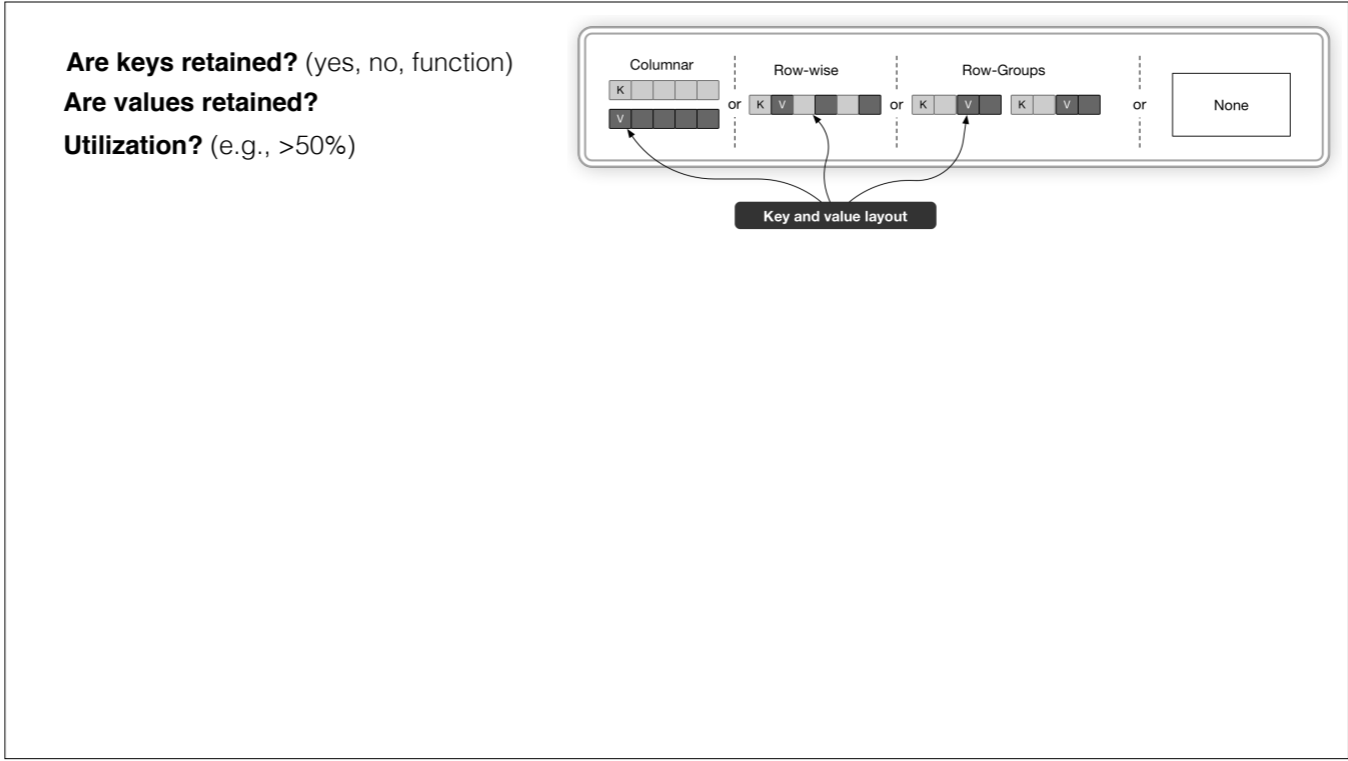 Are keys retained? (yes, no, function)
Are values retained?
Utilization? (e.g., >50%)
Columnar
K
V
or
Row-wise
K V
or
Row-Groups
K V K V
or
None
Key and value layout